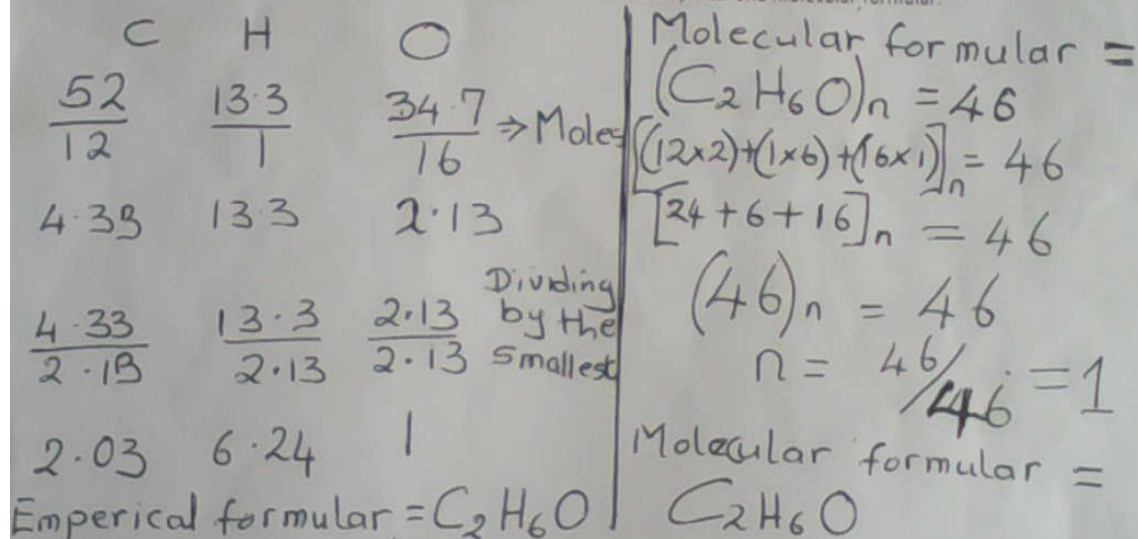 molecular formular.
C H O
52/12 13.3/1 34.7/16 ⇒ Moles
4.33 13.3 2.13
4.33/2.13 13.3/2.13 2.13/2.13 Dividing by the smallest
2.03 6.24 1
Emperical formular = C₂H₆O
Molecular formular =
(C₂H₆O)n = 46
[(12×2)+(1×6)+(16×1)]n = 46
[24+6+16]n = 46
(46)n = 46
n = 46/46 = 1
Molecular formular =
C₂H₆O